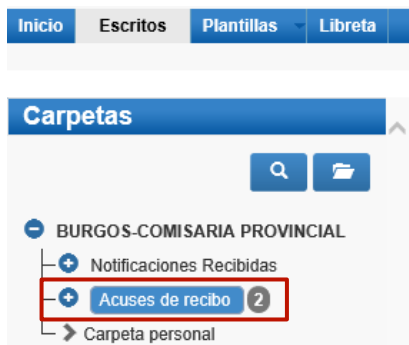 Inicio Escritos Plantillas Libreta
Carpetas
BURGOS-COMISARIA PROVINCIAL
Notificaciones Recibidas
Acuses de recibo 2
Carpeta personal